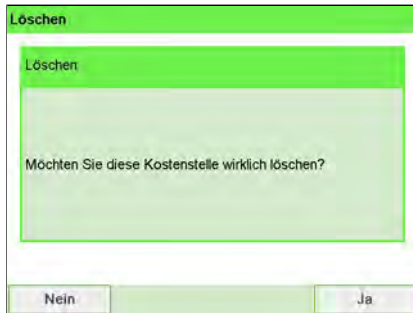 Löschen
Löschen
Möchten Sie diese Kostenstelle wirklich löschen?
Nein Ja